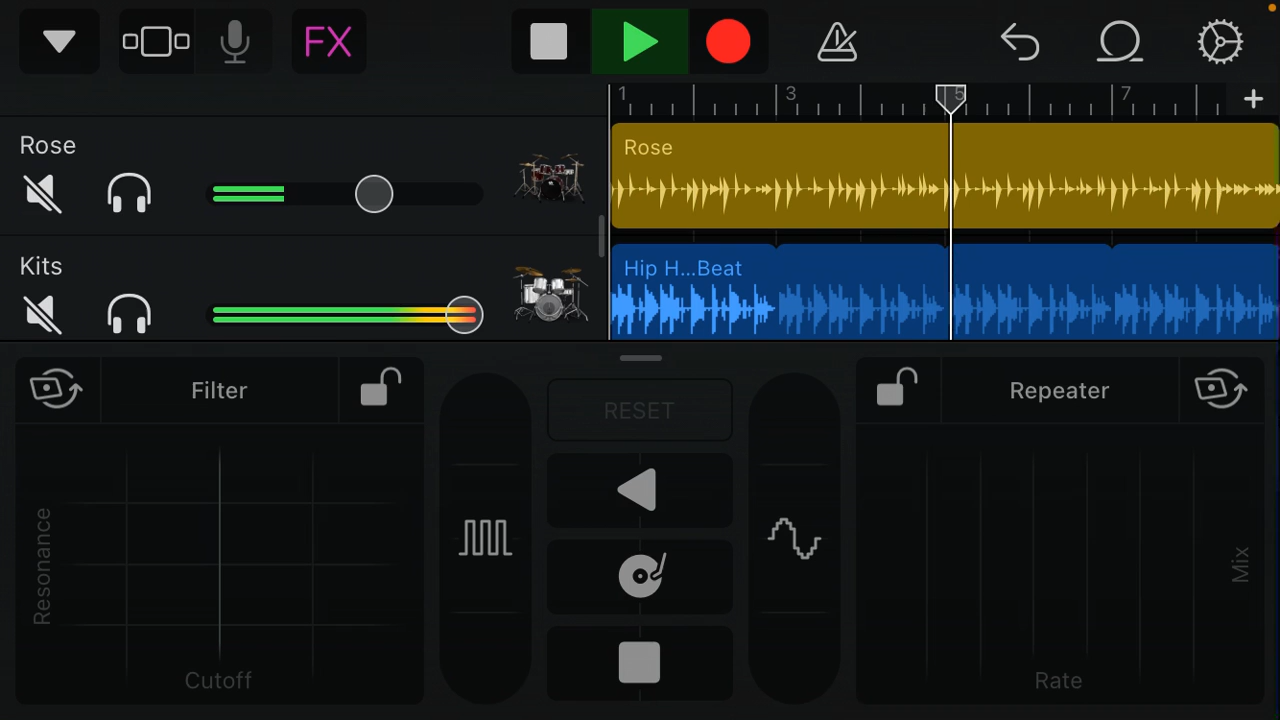 FX
1
3
5
7
+
Rose
Rose
Kits
Hip H...Beat
Filter
RESET
Repeater
Resonance
Cutoff
Mix
Rate